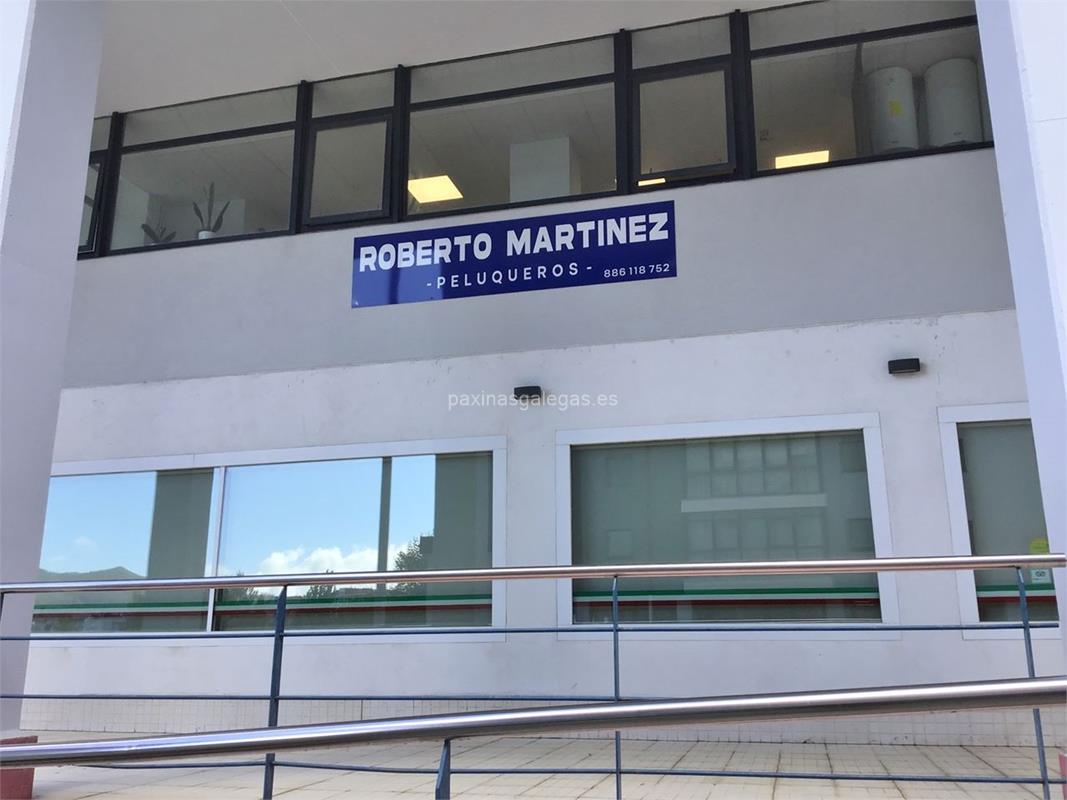 ROBERTO MARTINEZ
-PELUQUEROS-
886 118 752
paxinasgalegas.es